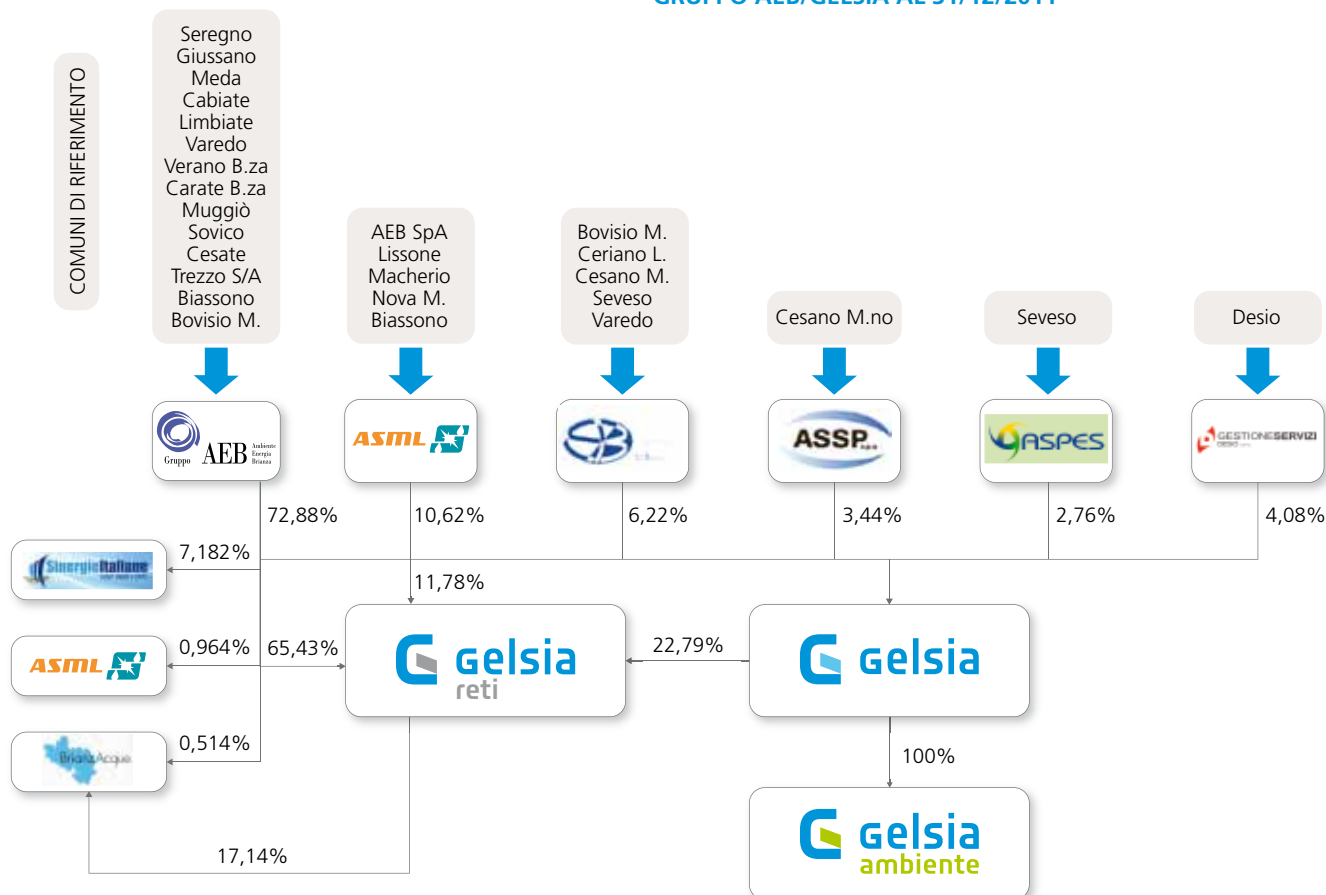 GRUPPO AEB/GELSIA AL 31/12/2011
COMUNI DI RIFERIMENTO
Seregno
Giussano
Meda
Cabiate
Limbiate
Varedo
Verano B.za
Carate B.za
Muggiò
Sovico
Cesate
Trezzo S/A
Biassono
Bovisio M.
AEB SpA
Lissone
Macherio
Nova M.
Biassono
Bovisio M.
Ceriano L.
Cesano M.
Seveso
Varedo
Cesano M.no
Seveso
Desio
Gruppo AEB Ambiente Energia Brianza
ASML
ASSP
ASPES
GESTIONESERVIZI
DESIO
72,88%
10,62%
6,22%
3,44%
2,76%
4,08%
SinergieItaliane
7,182%
11,78%
ASML
0,964%
65,43%
Gelsia
reti
22,79%
Gelsia
BrianzAcque
0,514%
100%
17,14%
Gelsia
ambiente